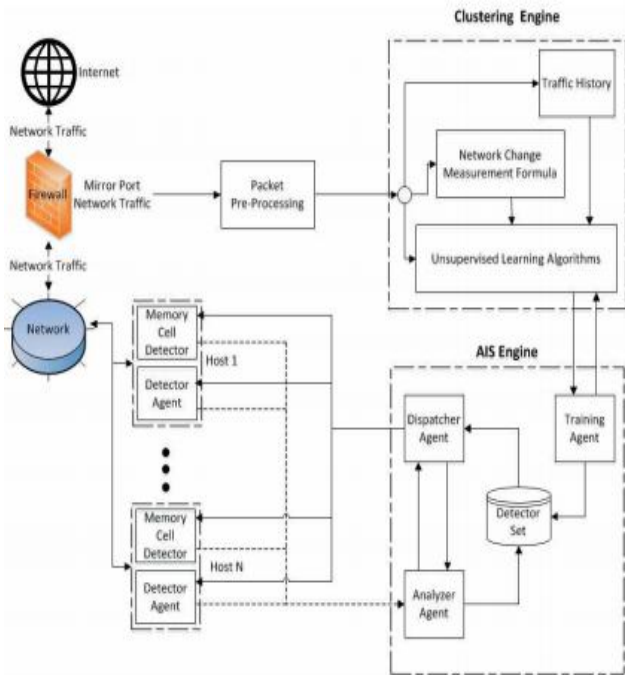 Clustering Engine
Internet
Traffic History
Network Traffic
Network Change
Measurement Formula
Firewall
Mirror Port
Network Traffic
Packet
Pre-Processing
Unsupervised Learning Algorithms
Network Traffic
Network
Memory
Cell
Detector
Host 1
Detector
Agent
AIS Engine
Dispatcher
Agent
Training
Agent
Detector
Set
Memory
Cell
Detector
Host N
Detector
Agent
Analyzer
Agent